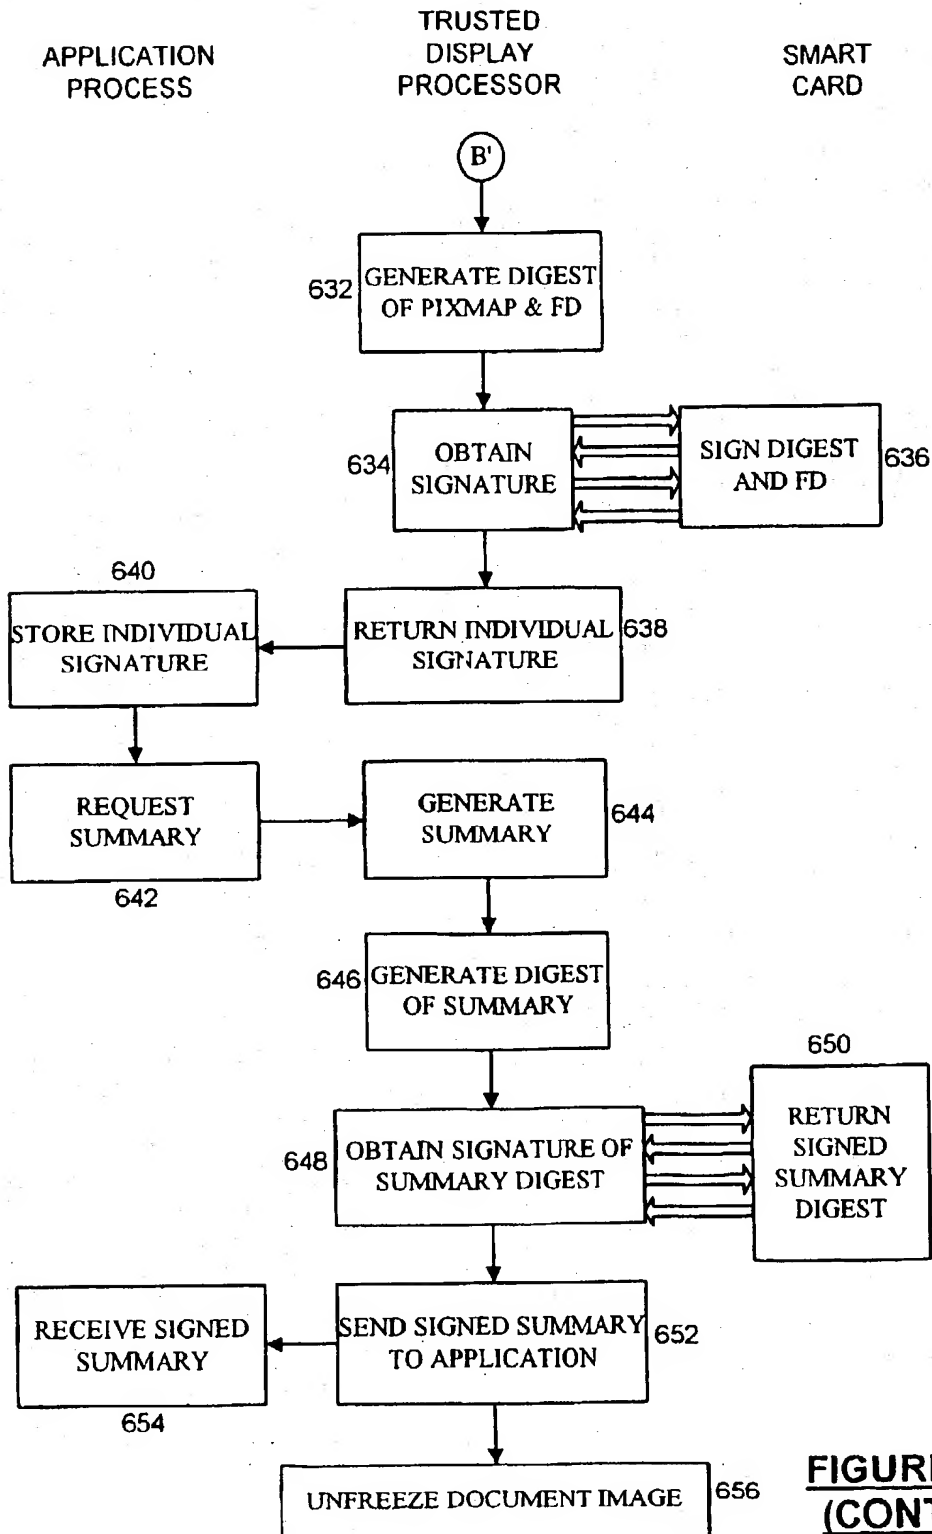 APPLICATION
PROCESS
TRUSTED
DISPLAY
PROCESSOR
SMART
CARD
B'
632
GENERATE DIGEST
OF PIXMAP & FD
634
OBTAIN
SIGNATURE
SIGN DIGEST
AND FD
636
640
STORE INDIVIDUAL
SIGNATURE
RETURN INDIVIDUAL
SIGNATURE
638
REQUEST
SUMMARY
642
GENERATE
SUMMARY
644
646
GENERATE DIGEST
OF SUMMARY
648
OBTAIN SIGNATURE OF
SUMMARY DIGEST
650
RETURN
SIGNED
SUMMARY
DIGEST
RECEIVE SIGNED
SUMMARY
654
SEND SIGNED SUMMARY
TO APPLICATION
652
UNFREEZE DOCUMENT IMAGE
656
FIGURE
(CONT